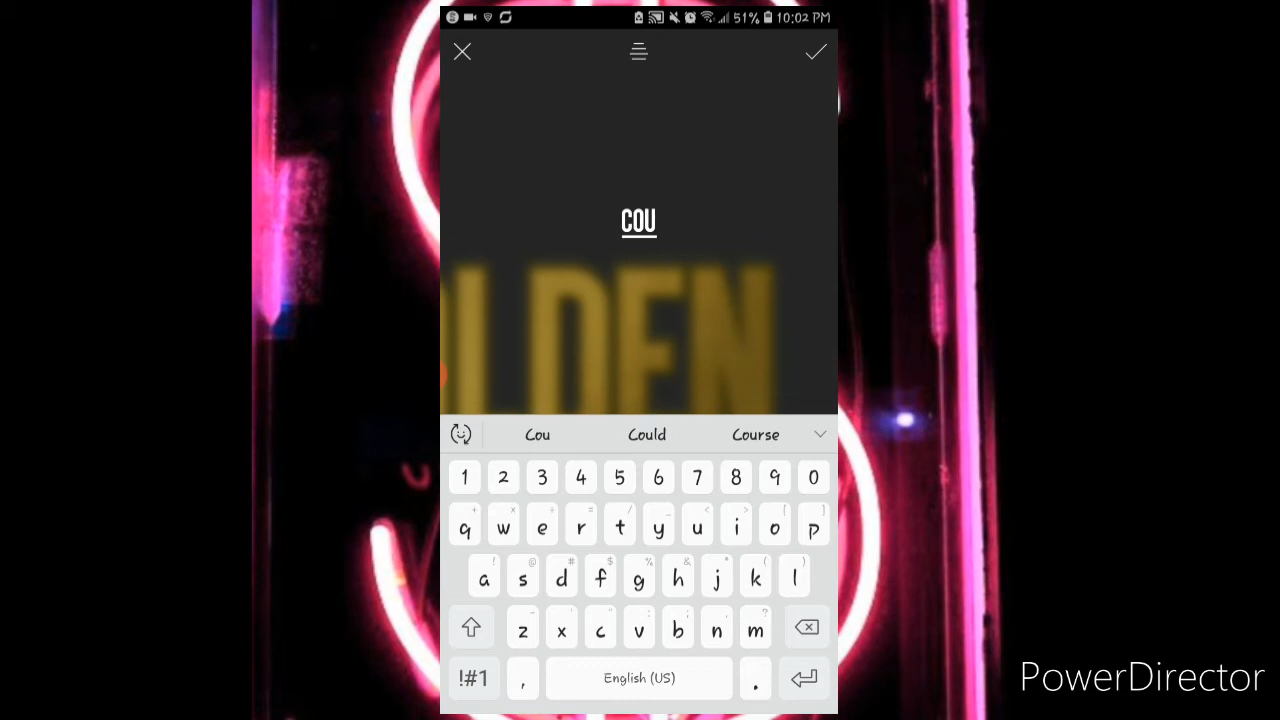 51% 10:02 PM
COU
LDEN
Cou Could Course
1 2 3 4 5 6 7 8 9 0
q w e r t y u i o p
a s d f g h j k l
z x c v b n m
!#1 , English (US) .
PowerDirector